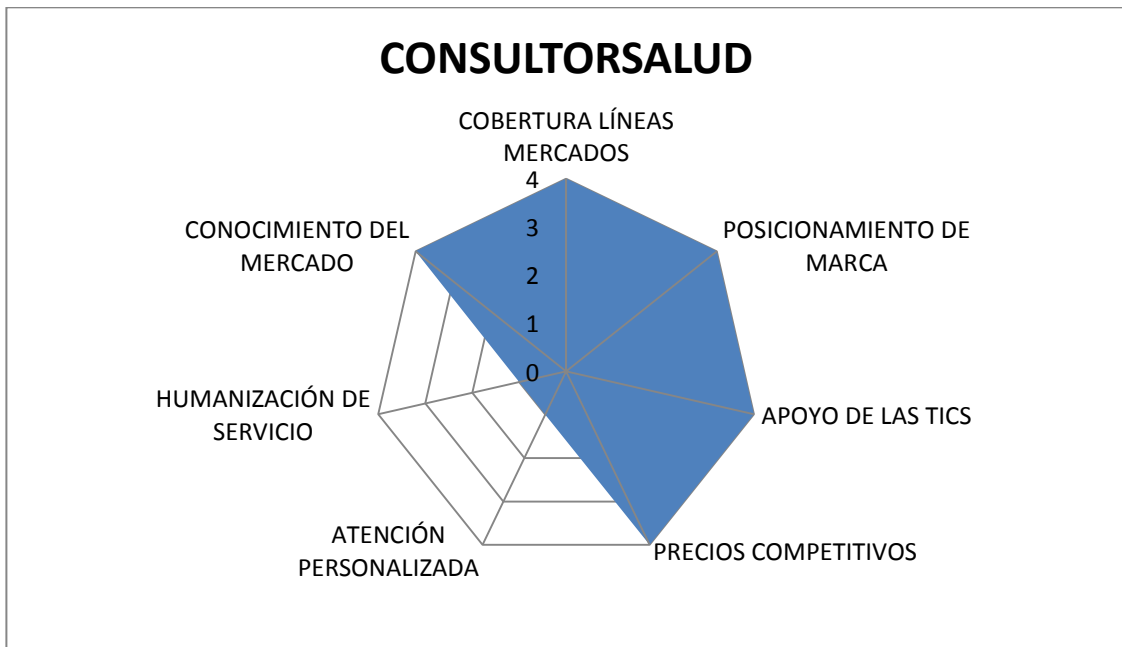 CONSULTORSALUD
COBERTURA LÍNEAS
MERCADOS
POSICIONAMIENTO DE
MARCA
APOYO DE LAS TICS
PRECIOS COMPETITIVOS
ATENCIÓN
PERSONALIZADA
HUMANIZACIÓN DE
SERVICIO
CONOCIMIENTO DEL
MERCADO
4
3
2
1
0